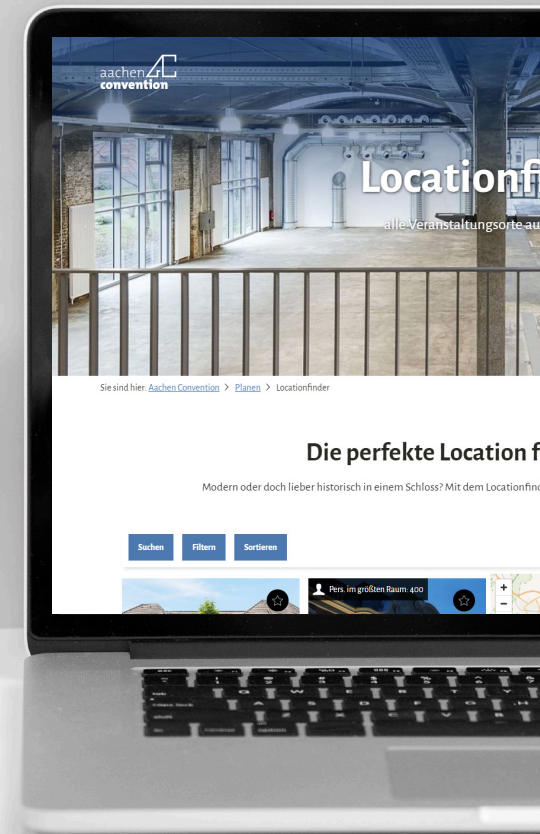 aachen
convention
Locationf
alle Veranstaltungsorte au
Sie sind hier: Aachen Convention > Planen > Locationfinder
Die perfekte Location f
Modern oder doch lieber historisch in einem Schloss? Mit dem Locationfind
Suchen Filtern Sortieren
Pers. im größten Raum: 400
+
−